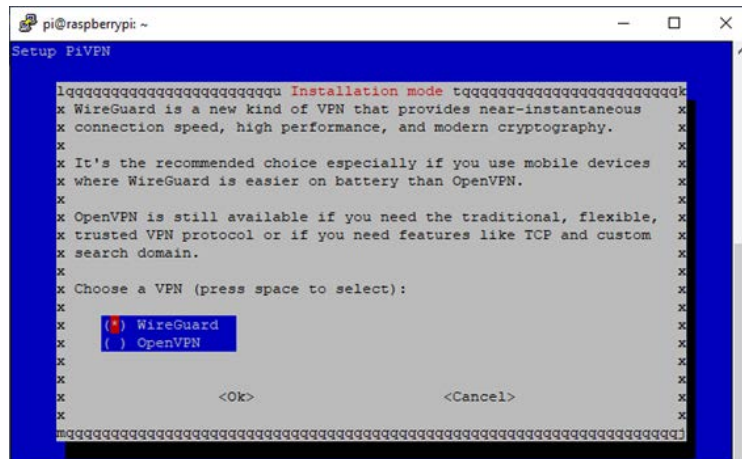 pi@raspberrypi: ~
Setup PiVPN
lqqqqqqqqqqqqqqqqqqqqqqqu Installation mode tqqqqqqqqqqqqqqqqqqqqqqqqk
x WireGuard is a new kind of VPN that provides near-instantaneous x
x connection speed, high performance, and modern cryptography. x
x x
x It's the recommended choice especially if you use mobile devices x
x where WireGuard is easier on battery than OpenVPN. x
x x
x OpenVPN is still available if you need the traditional, flexible, x
x trusted VPN protocol or if you need features like TCP and custom x
x search domain. x
x x
x Choose a VPN (press space to select): x
x x
x (*) WireGuard x
x ( ) OpenVPN x
x x
x x
x <Ok> <Cancel> x
x x
mqqqqqqqqqqqqqqqqqqqqqqqqqqqqqqqqqqqqqqqqqqqqqqqqqqqqqqqqqqqqqqqqqqj